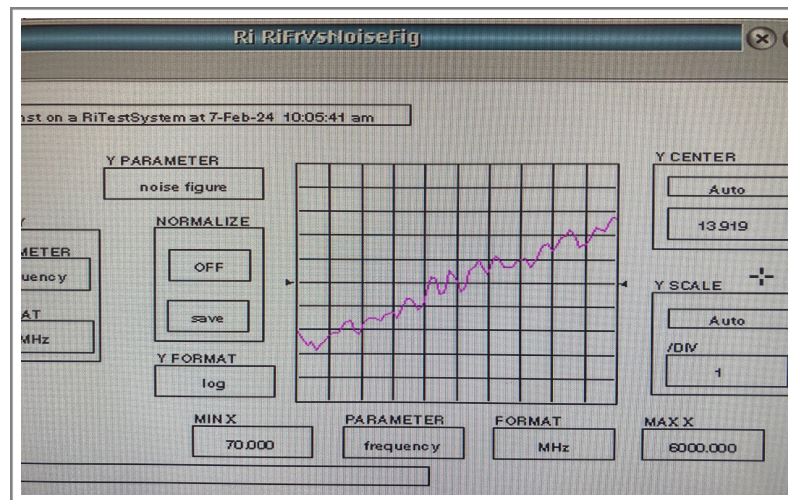 Ri RiFrVsNoiseFig
nst on a RiTestSystem at 7-Feb-24 10:05:41 am
Y PARAMETER
noise figure
Y CENTER
Auto
13.919
NORMALIZE
OFF
save
METER
uency
AT
MHz
Y SCALE
Auto
/DIV
1
Y FORMAT
log
MIN X
70.000
PARAMETER
frequency
FORMAT
MHz
MAX X
6000.000